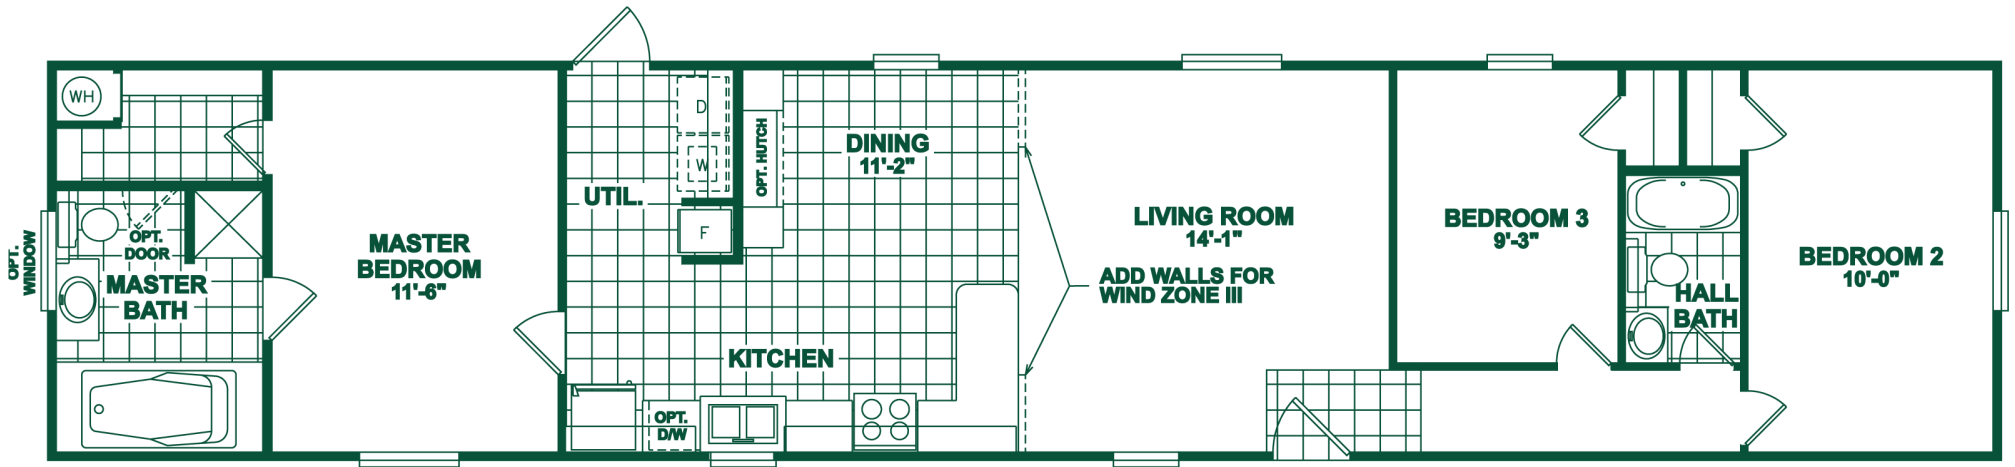 WH
OPT.
WINDOW
OPT.
DOOR
MASTER
BATH
MASTER
BEDROOM
11'-6"
UTIL.
D
W
F
OPT. HUTCH
DINING
11'-2"
KITCHEN
OPT.
D/W
LIVING ROOM
14'-1"
ADD WALLS FOR
WIND ZONE III
BEDROOM 3
9'-3"
HALL
BATH
BEDROOM 2
10'-0"